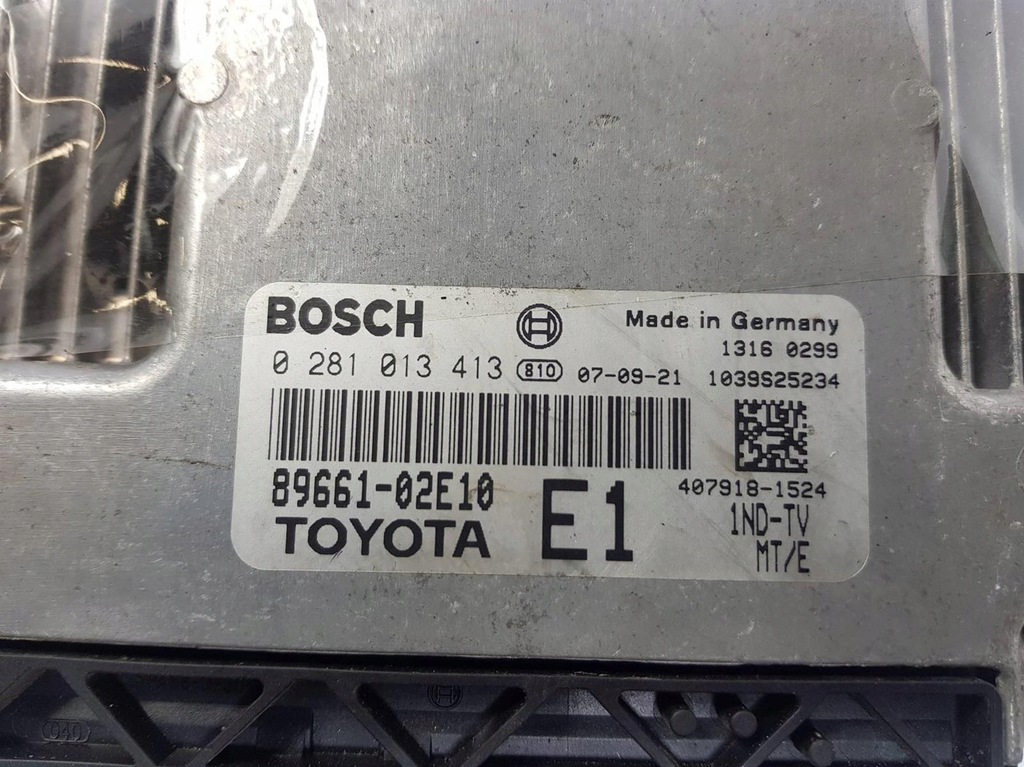 BOSCH
Made in Germany
1316 0299
0 281 013 413 810 07-09-21 1039S25234
89661-02E10
TOYOTA
E1
407918-1524
1ND-TV
MT/E
040